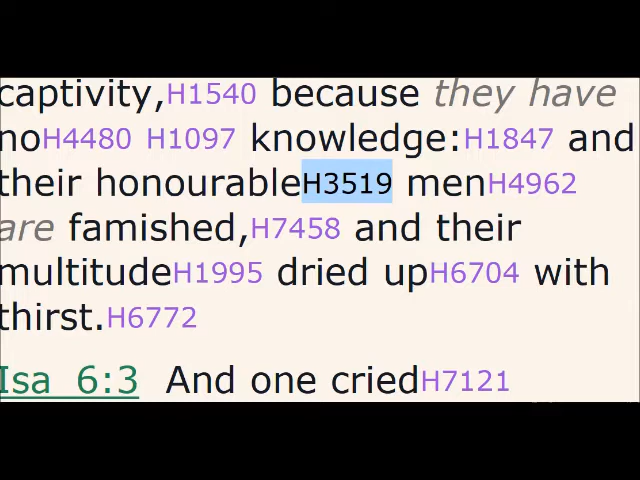 captivity,H1540 because they have
noH4480 H1097 knowledge:H1847 and
their honourableH3519 menH4962
are famished,H7458 and their
multitudeH1995 dried upH6704 with
thirst.H6772
Isa 6:3 And one criedH7121